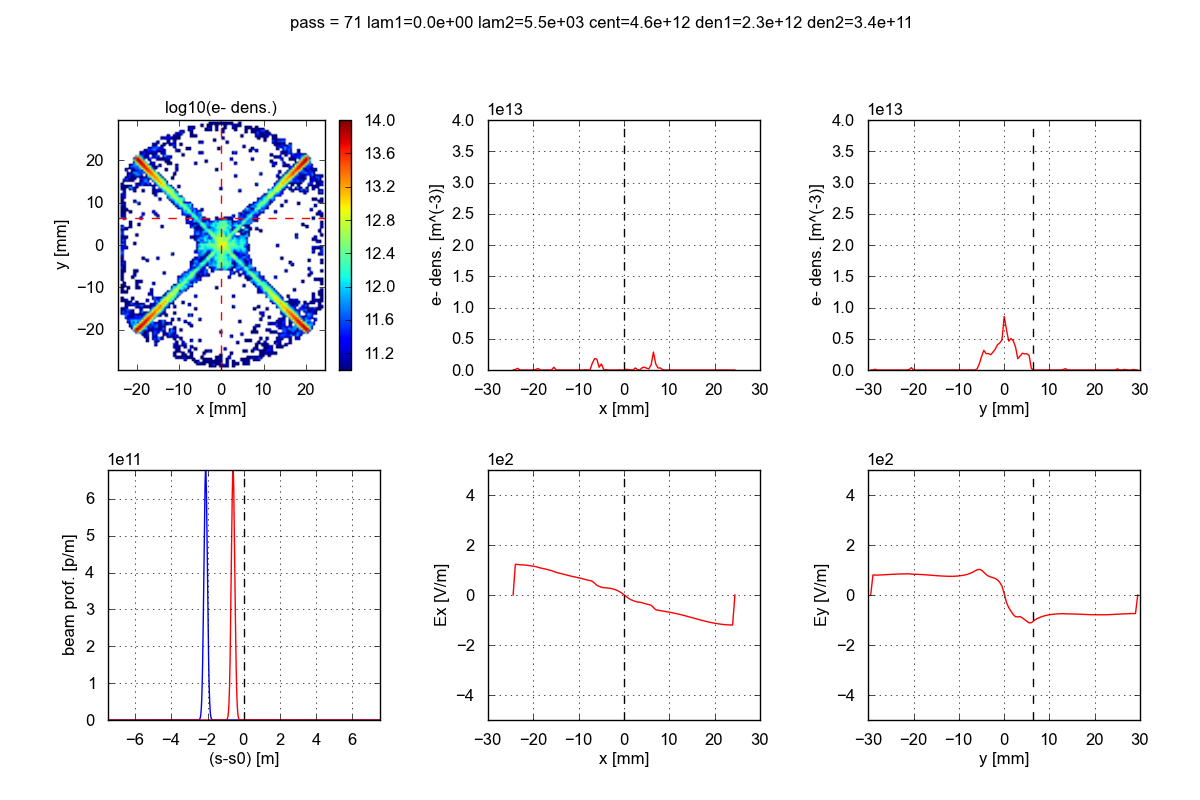 pass = 71 lam1=0.0e+00 lam2=5.5e+03 cent=4.6e+12 den1=2.3e+12 den2=3.4e+11
log10(e- dens.)
y [mm]
20
10
0
−10
−20
−20 −10 0 10 20
x [mm]
14.0
13.6
13.2
12.8
12.4
12.0
11.6
11.2
1e13
e- dens. [m^(-3)]
4.0
3.5
3.0
2.5
2.0
1.5
1.0
0.5
0.0
−30 −20 −10 0 10 20 30
x [mm]
1e13
e- dens. [m^(-3)]
4.0
3.5
3.0
2.5
2.0
1.5
1.0
0.5
0.0
−30 −20 −10 0 10 20 30
y [mm]
1e11
beam prof. [p/m]
6
5
4
3
2
1
0
−6 −4 −2 0 2 4 6
(s-s0) [m]
1e2
Ex [V/m]
4
2
0
−2
−4
−30 −20 −10 0 10 20 30
x [mm]
1e2
Ey [V/m]
4
2
0
−2
−4
−30 −20 −10 0 10 20 30
y [mm]